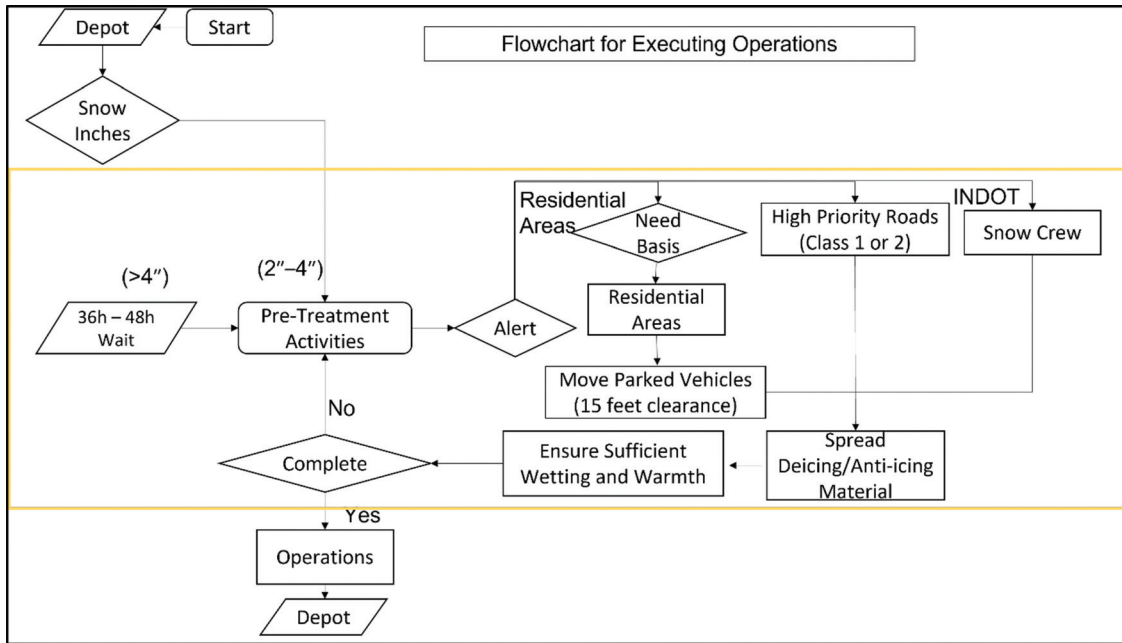 Depot
Start
Flowchart for Executing Operations
Snow
Inches
Residential
Areas
Need
Basis
High Priority Roads
(Class 1 or 2)
INDOT
Snow Crew
(>4”)
(2”–4”)
36h – 48h
Wait
Pre-Treatment
Activities
Alert
Residential
Areas
Move Parked Vehicles
(15 feet clearance)
No
Complete
Ensure Sufficient
Wetting and Warmth
Spread
Deicing/Anti-icing
Material
Yes
Operations
Depot